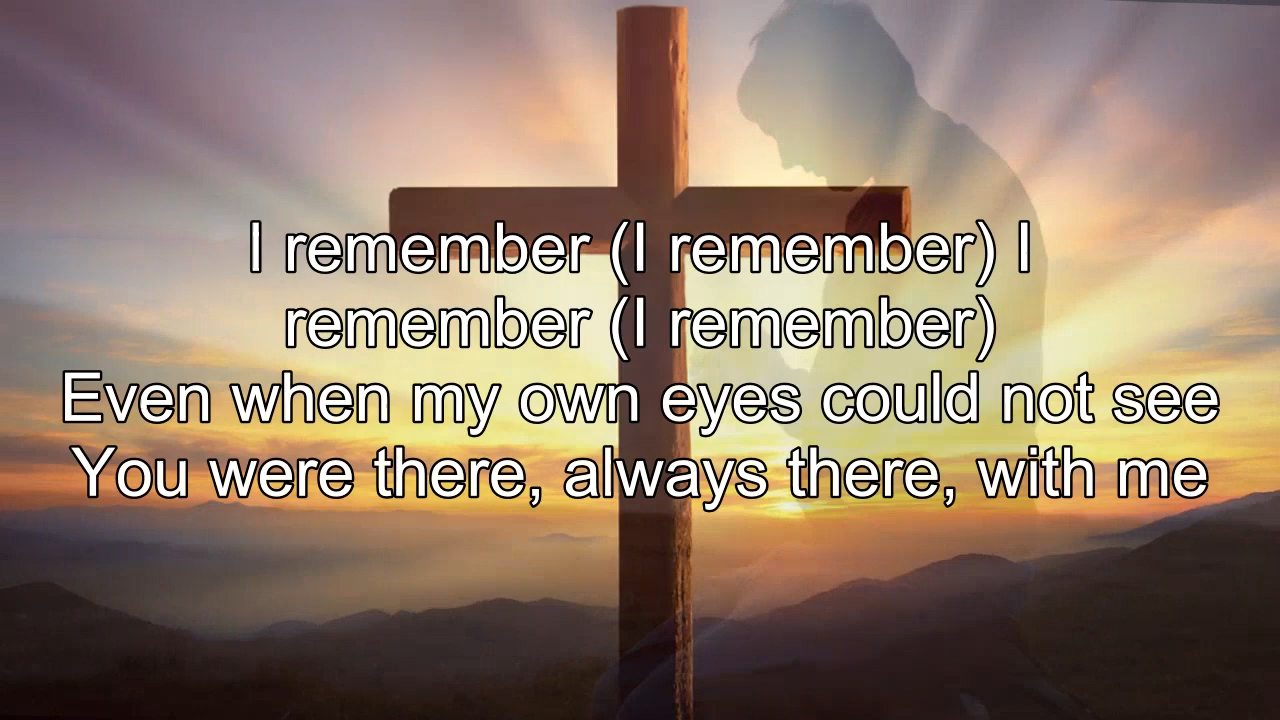 I remember (I remember) I
remember (I remember)
Even when my own eyes could not see
You were there, always there, with me